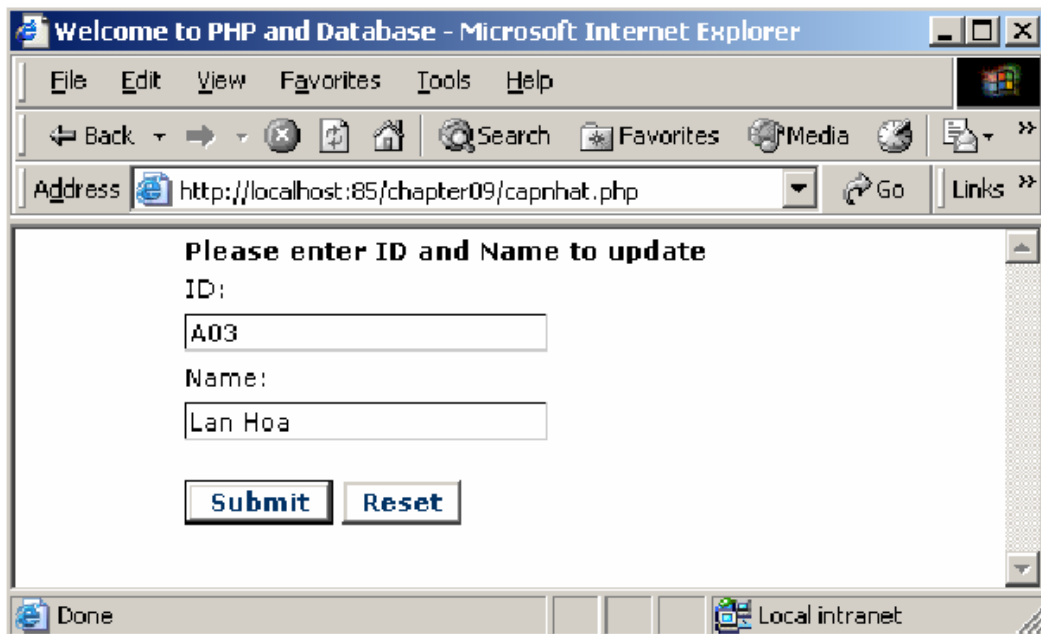 Welcome to PHP and Database - Microsoft Internet Explorer
File Edit View Favorites Tools Help
Back Search Favorites Media »
Address http://localhost:85/chapter09/capnhat.php Go Links »
Please enter ID and Name to update
ID:
A03
Name:
Lan Hoa
Submit Reset
Done Local intranet